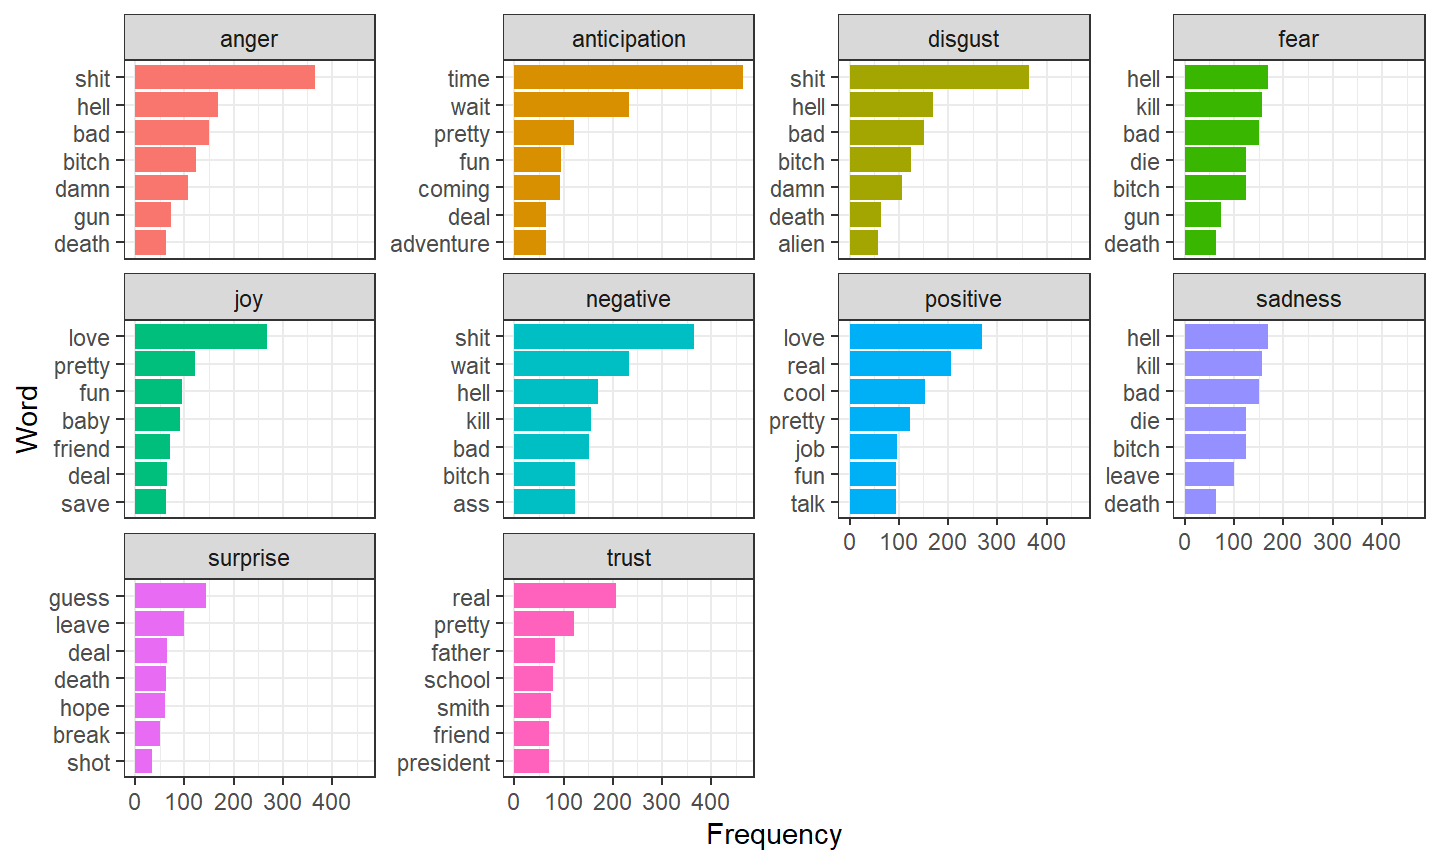 anger
shit
hell
bad
bitch
damn
gun
death
anticipation
time
wait
pretty
fun
coming
deal
adventure
disgust
shit
hell
bad
bitch
damn
death
alien
fear
hell
kill
bad
die
bitch
gun
death
joy
love
pretty
fun
baby
friend
deal
save
negative
shit
wait
hell
kill
bad
bitch
ass
positive
love
real
cool
pretty
job
fun
talk
0 100 200 300 400
sadness
hell
kill
bad
die
bitch
leave
death
0 100 200 300 400
surprise
guess
leave
deal
death
hope
break
shot
0 100 200 300 400
trust
real
pretty
father
school
smith
friend
president
0 100 200 300 400
Word
Frequency